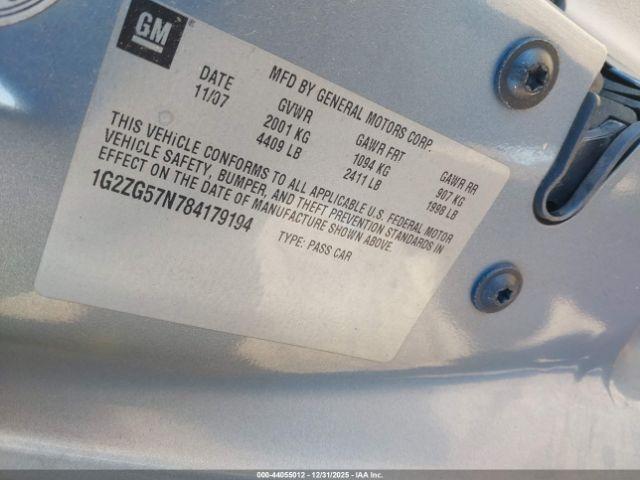 GM
®
MFD BY GENERAL MOTORS CORP.
DATE GVWR GAWR FRT GAWR RR
11/07 2001 KG 1094 KG 907 KG
4409 LB 2411 LB 1998 LB
THIS VEHICLE CONFORMS TO ALL APPLICABLE U.S. FEDERAL MOTOR
VEHICLE SAFETY, BUMPER, AND THEFT PREVENTION STANDARDS IN
EFFECT ON THE DATE OF MANUFACTURE SHOWN ABOVE.
1G2ZG57N784179194 TYPE: PASS CAR
000-44055012 - 12/31/2025 - IAAI, Inc.